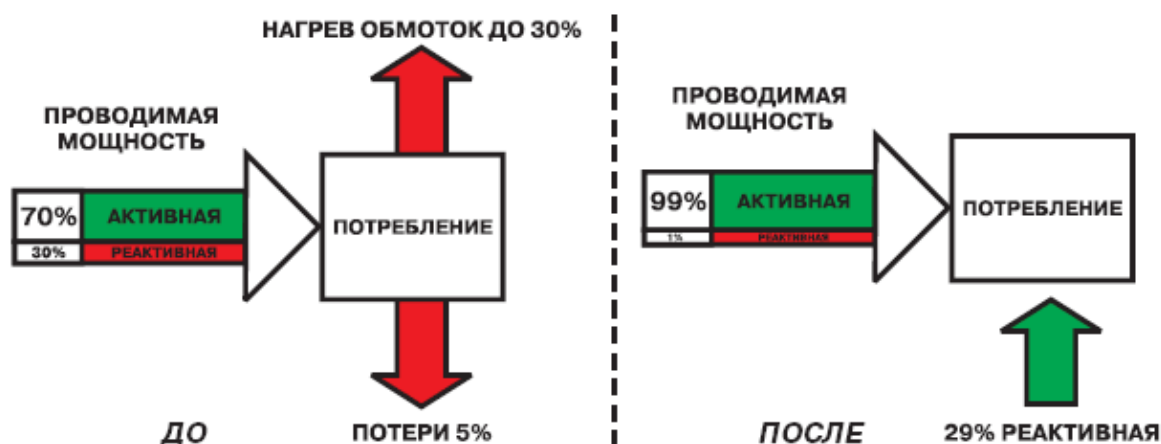 НАГРЕВ ОБМОТОК ДО 30%
ПРОВОДИМАЯ
МОЩНОСТЬ
70% АКТИВНАЯ
30% РЕАКТИВНАЯ
ПОТРЕБЛЕНИЕ
ДО
ПОТЕРИ 5%
ПРОВОДИМАЯ
МОЩНОСТЬ
99% АКТИВНАЯ
1% РЕАКТИВНАЯ
ПОТРЕБЛЕНИЕ
ПОСЛЕ
29% РЕАКТИВНАЯ